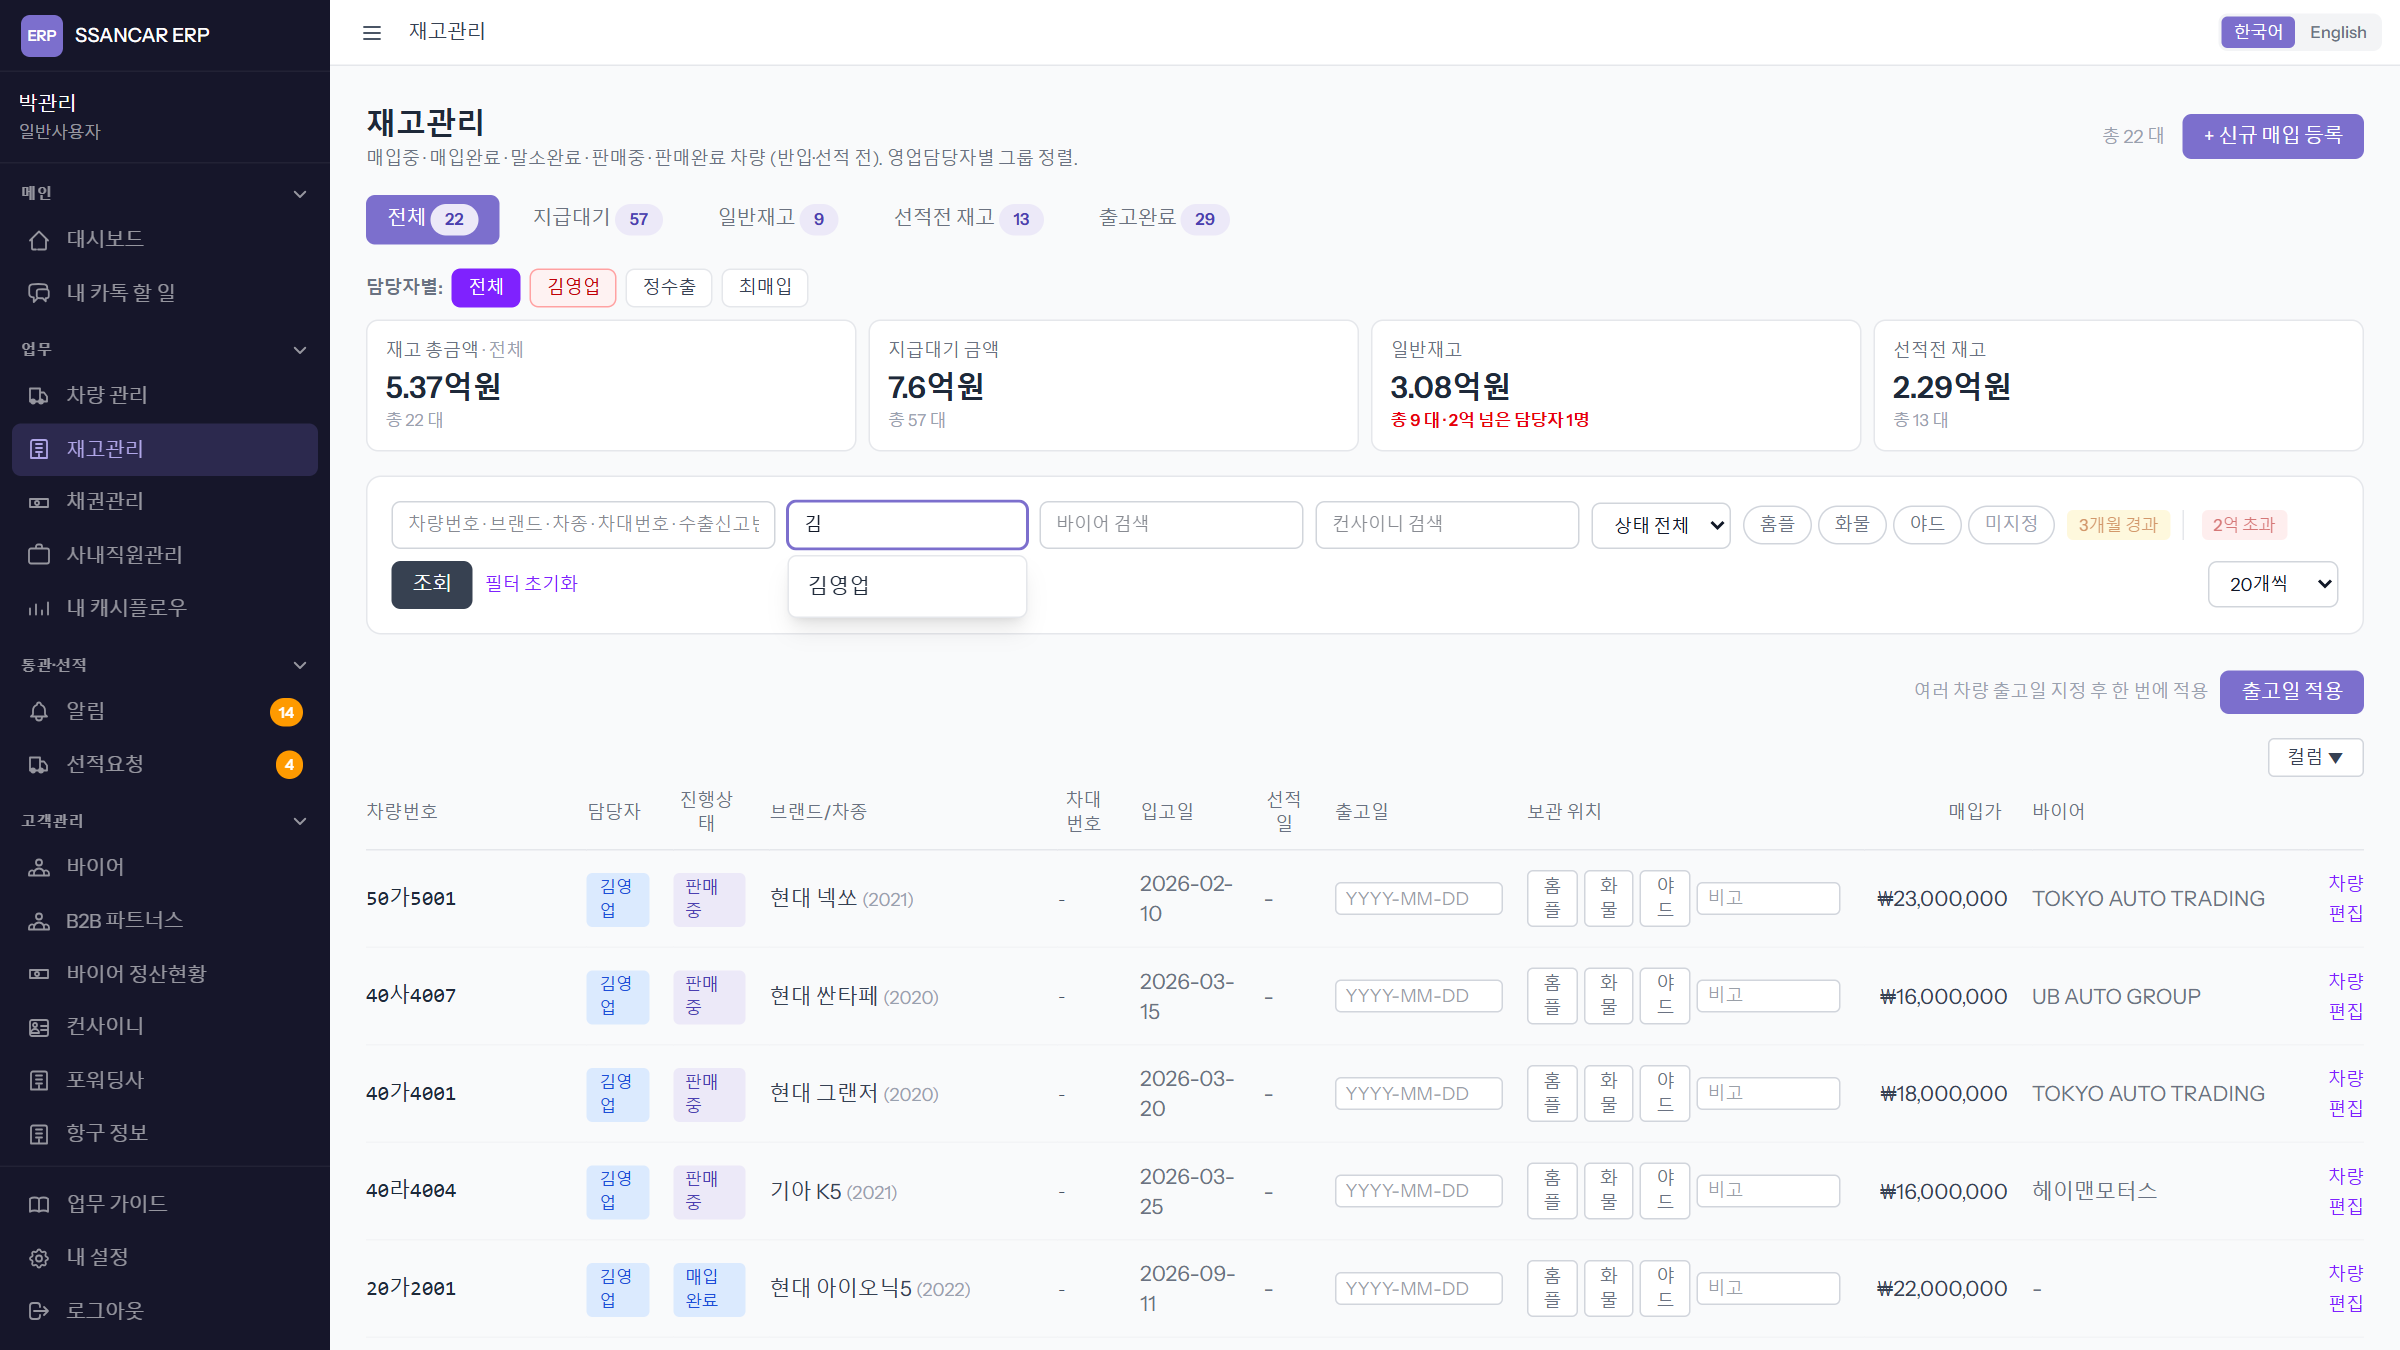 ERP SSANCAR ERP
박관리
일반사용자
메인
대시보드
내 카톡 할 일
업무
차량 관리
재고관리
채권관리
사내직원관리
내 캐시플로우
통관·선적
알림 14
선적요청 4
고객관리
바이어
B2B 파트너스
바이어 정산현황
컨사이니
포워딩사
항구 정보
업무 가이드
내 설정
로그아웃
재고관리
한국어 English
재고관리
매입중·매입완료·말소완료·판매중·판매완료 차량 (반입·선적 전). 영업담당자별 그룹 정렬.
총 22 대
+ 신규 매입 등록
전체 22 지급대기 57 일반재고 9 선적전 재고 13 출고완료 29
담당자별: 전체 김영업 정수출 최매입
재고 총금액 · 전체
5.37억원
총 22 대
지급대기 금액
7.6억원
총 57 대
일반재고
3.08억원
총 9 대 · 2억 넘은 담당자 1명
선적전 재고
2.29억원
총 13 대
차량번호·브랜드·차종·차대번호·수출신고번 김 바이어 검색 컨사이니 검색 상태 전체 홈플 화물 야드 미지정 3개월 경과 2억 초과
조회 필터 초기화 20개씩
김영업
여러 차량 출고일 지정 후 한 번에 적용 출고일 적용
컬럼 ▼
차량번호 담당자 진행상태 브랜드/차종 차대번호 입고일 선적일 출고일 보관 위치 매입가 바이어
50가5001 김영업 판매중 현대 넥쏘 (2021) - 2026-02-10 - YYYY-MM-DD 홈플 화물 야드 비고 ₩23,000,000 TOKYO AUTO TRADING 차량편집
40사4007 김영업 판매중 현대 싼타페 (2020) - 2026-03-15 - YYYY-MM-DD 홈플 화물 야드 비고 ₩16,000,000 UB AUTO GROUP 차량편집
40가4001 김영업 판매중 현대 그랜저 (2020) - 2026-03-20 - YYYY-MM-DD 홈플 화물 야드 비고 ₩18,000,000 TOKYO AUTO TRADING 차량편집
40라4004 김영업 판매중 기아 K5 (2021) - 2026-03-25 - YYYY-MM-DD 홈플 화물 야드 비고 ₩16,000,000 헤이맨모터스 차량편집
20가2001 김영업 매입완료 현대 아이오닉5 (2022) - 2026-09-11 - YYYY-MM-DD 홈플 화물 야드 비고 ₩22,000,000 - 차량편집